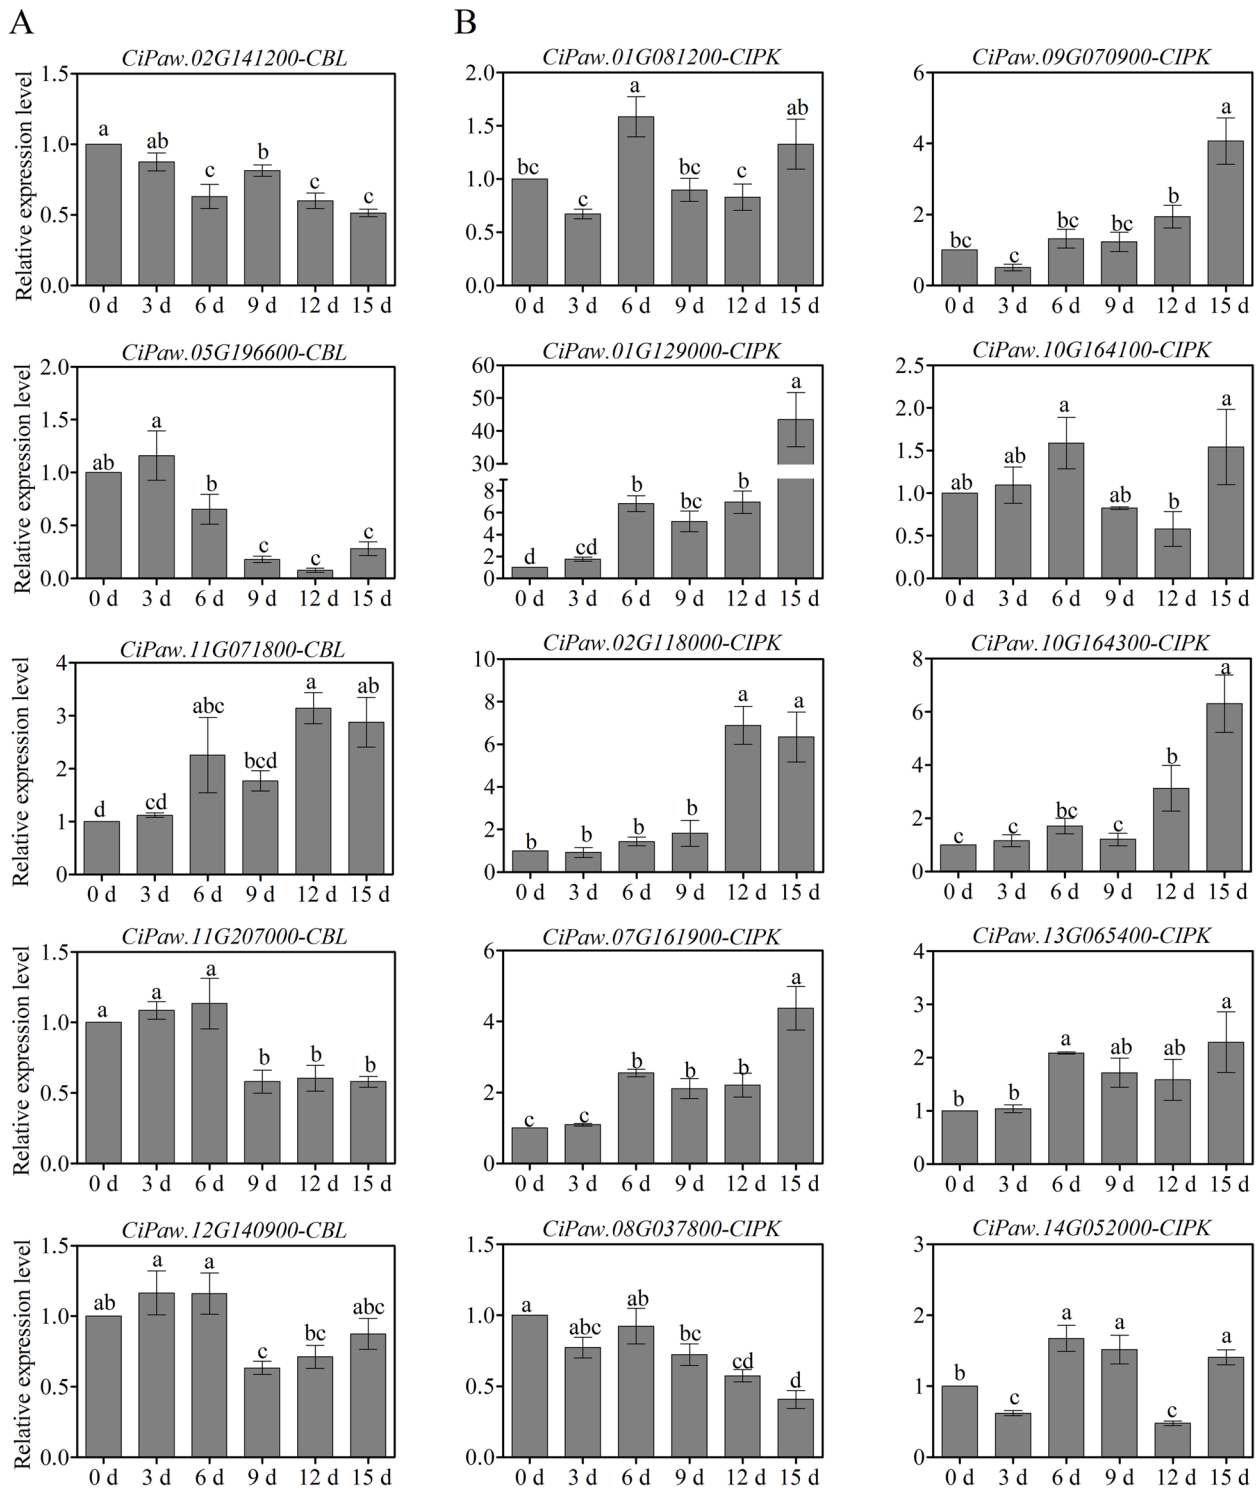 A
B
CiPaw.02G141200-CBL
Relative expression level
1.5
1.0
0.5
0.0
a
ab
c
b
c
c
0 d 3 d 6 d 9 d 12 d 15 d
CiPaw.01G081200-CIPK
2.0
1.5
1.0
0.5
0.0
bc
c
a
bc
c
ab
0 d 3 d 6 d 9 d 12 d 15 d
CiPaw.09G070900-CIPK
6
4
2
0
bc
c
bc
bc
b
a
0 d 3 d 6 d 9 d 12 d 15 d
CiPaw.05G196600-CBL
Relative expression level
2.0
1.5
1.0
0.5
0.0
ab
a
b
c
c
c
0 d 3 d 6 d 9 d 12 d 15 d
CiPaw.01G129000-CIPK
60
50
40
30
8
6
4
2
0
d
cd
b
bc
b
a
0 d 3 d 6 d 9 d 12 d 15 d
CiPaw.10G164100-CIPK
2.5
2.0
1.5
1.0
0.5
0.0
ab
ab
a
ab
b
a
0 d 3 d 6 d 9 d 12 d 15 d
CiPaw.11G071800-CBL
Relative expression level
4
3
2
1
0
d
cd
abc
bcd
a
ab
0 d 3 d 6 d 9 d 12 d 15 d
CiPaw.02G118000-CIPK
10
8
6
4
2
0
b
b
b
b
a
a
0 d 3 d 6 d 9 d 12 d 15 d
CiPaw.10G164300-CIPK
8
6
4
2
0
c
c
bc
c
b
a
0 d 3 d 6 d 9 d 12 d 15 d
CiPaw.11G207000-CBL
Relative expression level
1.5
1.0
0.5
0.0
a
a
a
b
b
b
0 d 3 d 6 d 9 d 12 d 15 d
CiPaw.07G161900-CIPK
6
4
2
0
c
c
b
b
b
a
0 d 3 d 6 d 9 d 12 d 15 d
CiPaw.13G065400-CIPK
4
3
2
1
0
b
b
a
ab
ab
a
0 d 3 d 6 d 9 d 12 d 15 d
CiPaw.12G140900-CBL
Relative expression level
1.5
1.0
0.5
0.0
ab
a
a
c
bc
abc
0 d 3 d 6 d 9 d 12 d 15 d
CiPaw.08G037800-CIPK
1.5
1.0
0.5
0.0
a
abc
ab
bc
cd
d
0 d 3 d 6 d 9 d 12 d 15 d
CiPaw.14G052000-CIPK
3
2
1
0
b
c
a
a
c
a
0 d 3 d 6 d 9 d 12 d 15 d